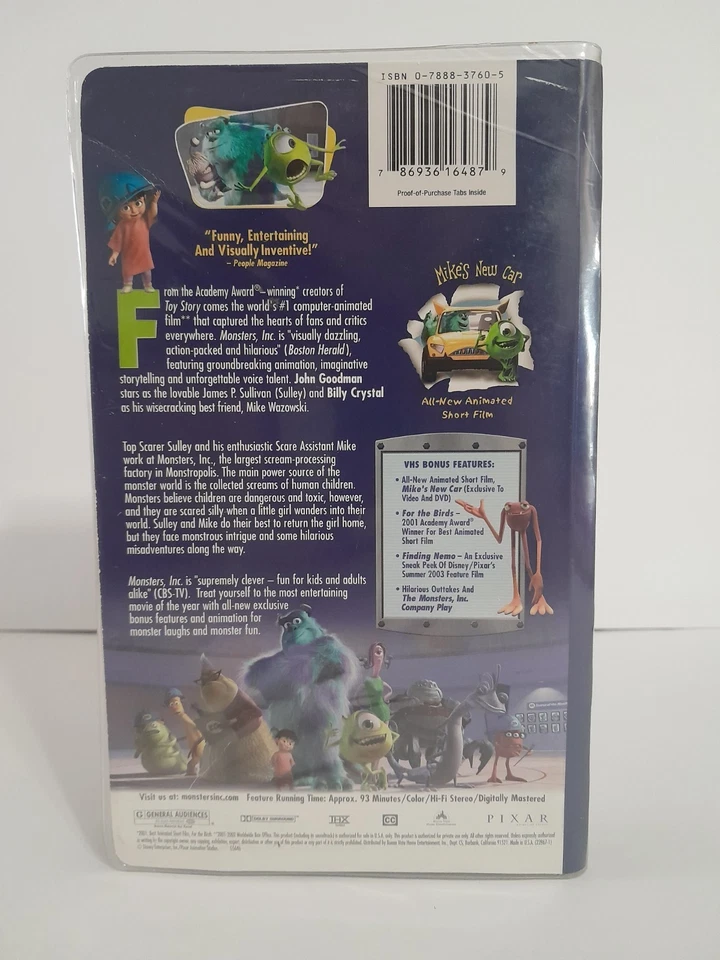 ISBN 0-7888-3760-5
7 86936 16487 9
Proof-of-Purchase Tabs Inside
"Funny, Entertaining
And Visually Inventive!"
– People Magazine
From the Academy Award®–winning* creators of
Toy Story comes the world's #1 computer-animated
film** that captured the hearts of fans and critics
everywhere. Monsters, Inc. is "visually dazzling,
action-packed and hilarious" (Boston Herald),
featuring groundbreaking animation, imaginative
storytelling and unforgettable voice talent. John Goodman
stars as the lovable James P. Sullivan (Sulley) and Billy Crystal
as his wisecracking best friend, Mike Wazowski.
Mike's New Car
All-New Animated
Short Film
Top Scarer Sulley and his enthusiastic Scare Assistant Mike
work at Monsters, Inc., the largest scream-processing
factory in Monstropolis. The main power source of the
monster world is the collected screams of human children.
Monsters believe children are dangerous and toxic, however,
and they are scared silly when a little girl wanders into their
world. Sulley and Mike do their best to return the girl home,
but they face monstrous intrigue and some hilarious
misadventures along the way.
Monsters, Inc. is "supremely clever – fun for kids and adults
alike" (CBS-TV). Treat yourself to the most entertaining
movie of the year with all-new exclusive
bonus features and animation for
monster laughs and monster fun.
VHS BONUS FEATURES:
• All-New Animated Short Film,
Mike's New Car (Exclusive To
Video And DVD)
• For the Birds –
2001 Academy Award®
Winner For Best Animated
Short Film
• Finding Nemo – An Exclusive
Sneak Peek Of Disney/Pixar's
Summer 2003 Feature Film
• Hilarious Outtakes And
The Monsters, Inc.
Company Play
Visit us at: monstersinc.com Feature Running Time: Approx. 93 Minutes/Color/Hi-Fi Stereo/Digitally Mastered
G GENERAL AUDIENCES
THX
CC
PIXAR